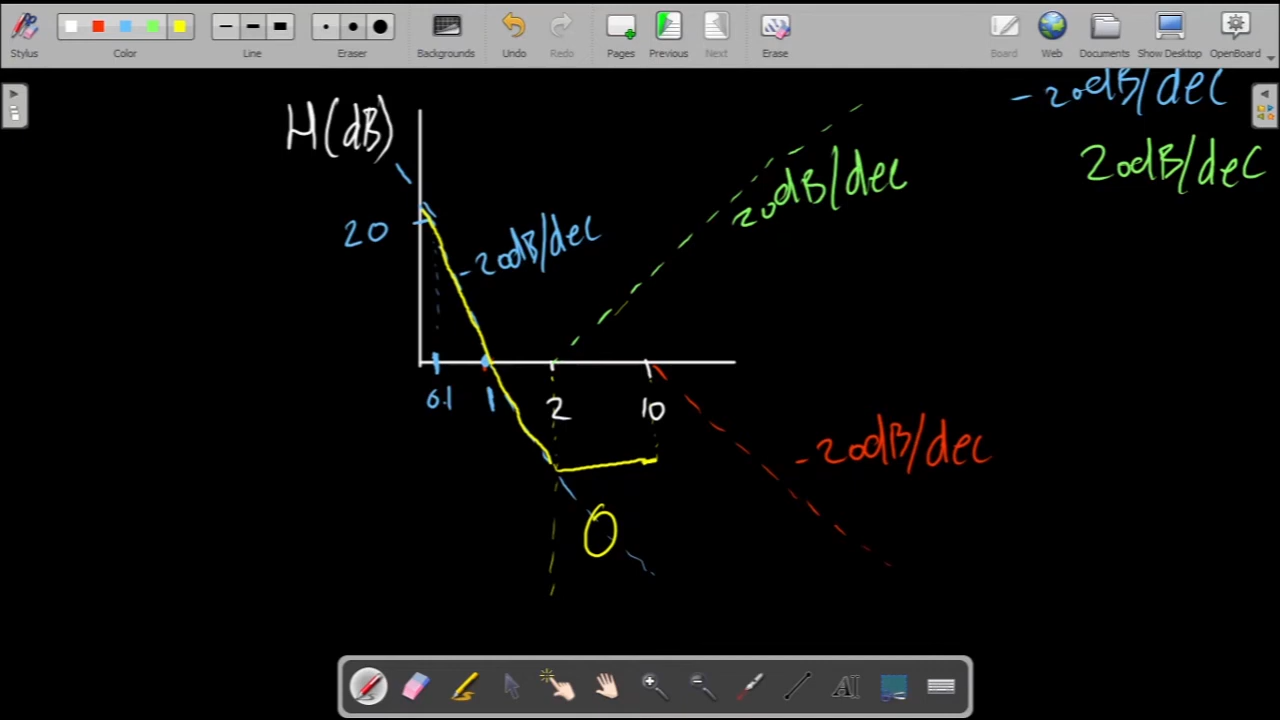 Stylus
Color
Line
Eraser
Backgrounds
Undo
Redo
Pages
Previous
Next
Erase
Board
Web
Documents
Show Desktop
OpenBoard
-20dB/dec
20dB/dec
H(dB)
20dB/dec
20
-20dB/dec
0.1
1
2
10
-20dB/dec
0
AI